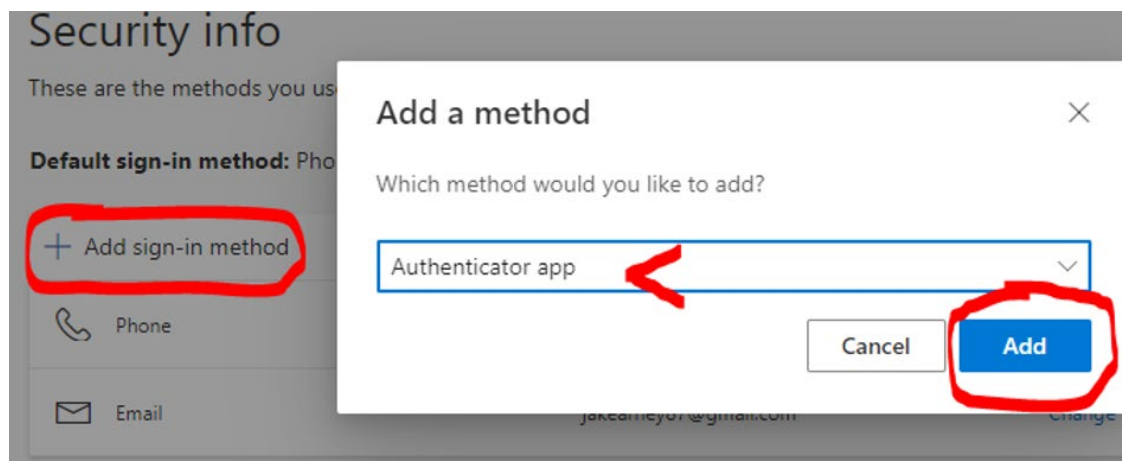 Security info
These are the methods you us
Default sign-in method: Pho
Add sign-in method
Phone
Email
Change
Add a method
Which method would you like to add?
Authenticator app
Cancel
Add